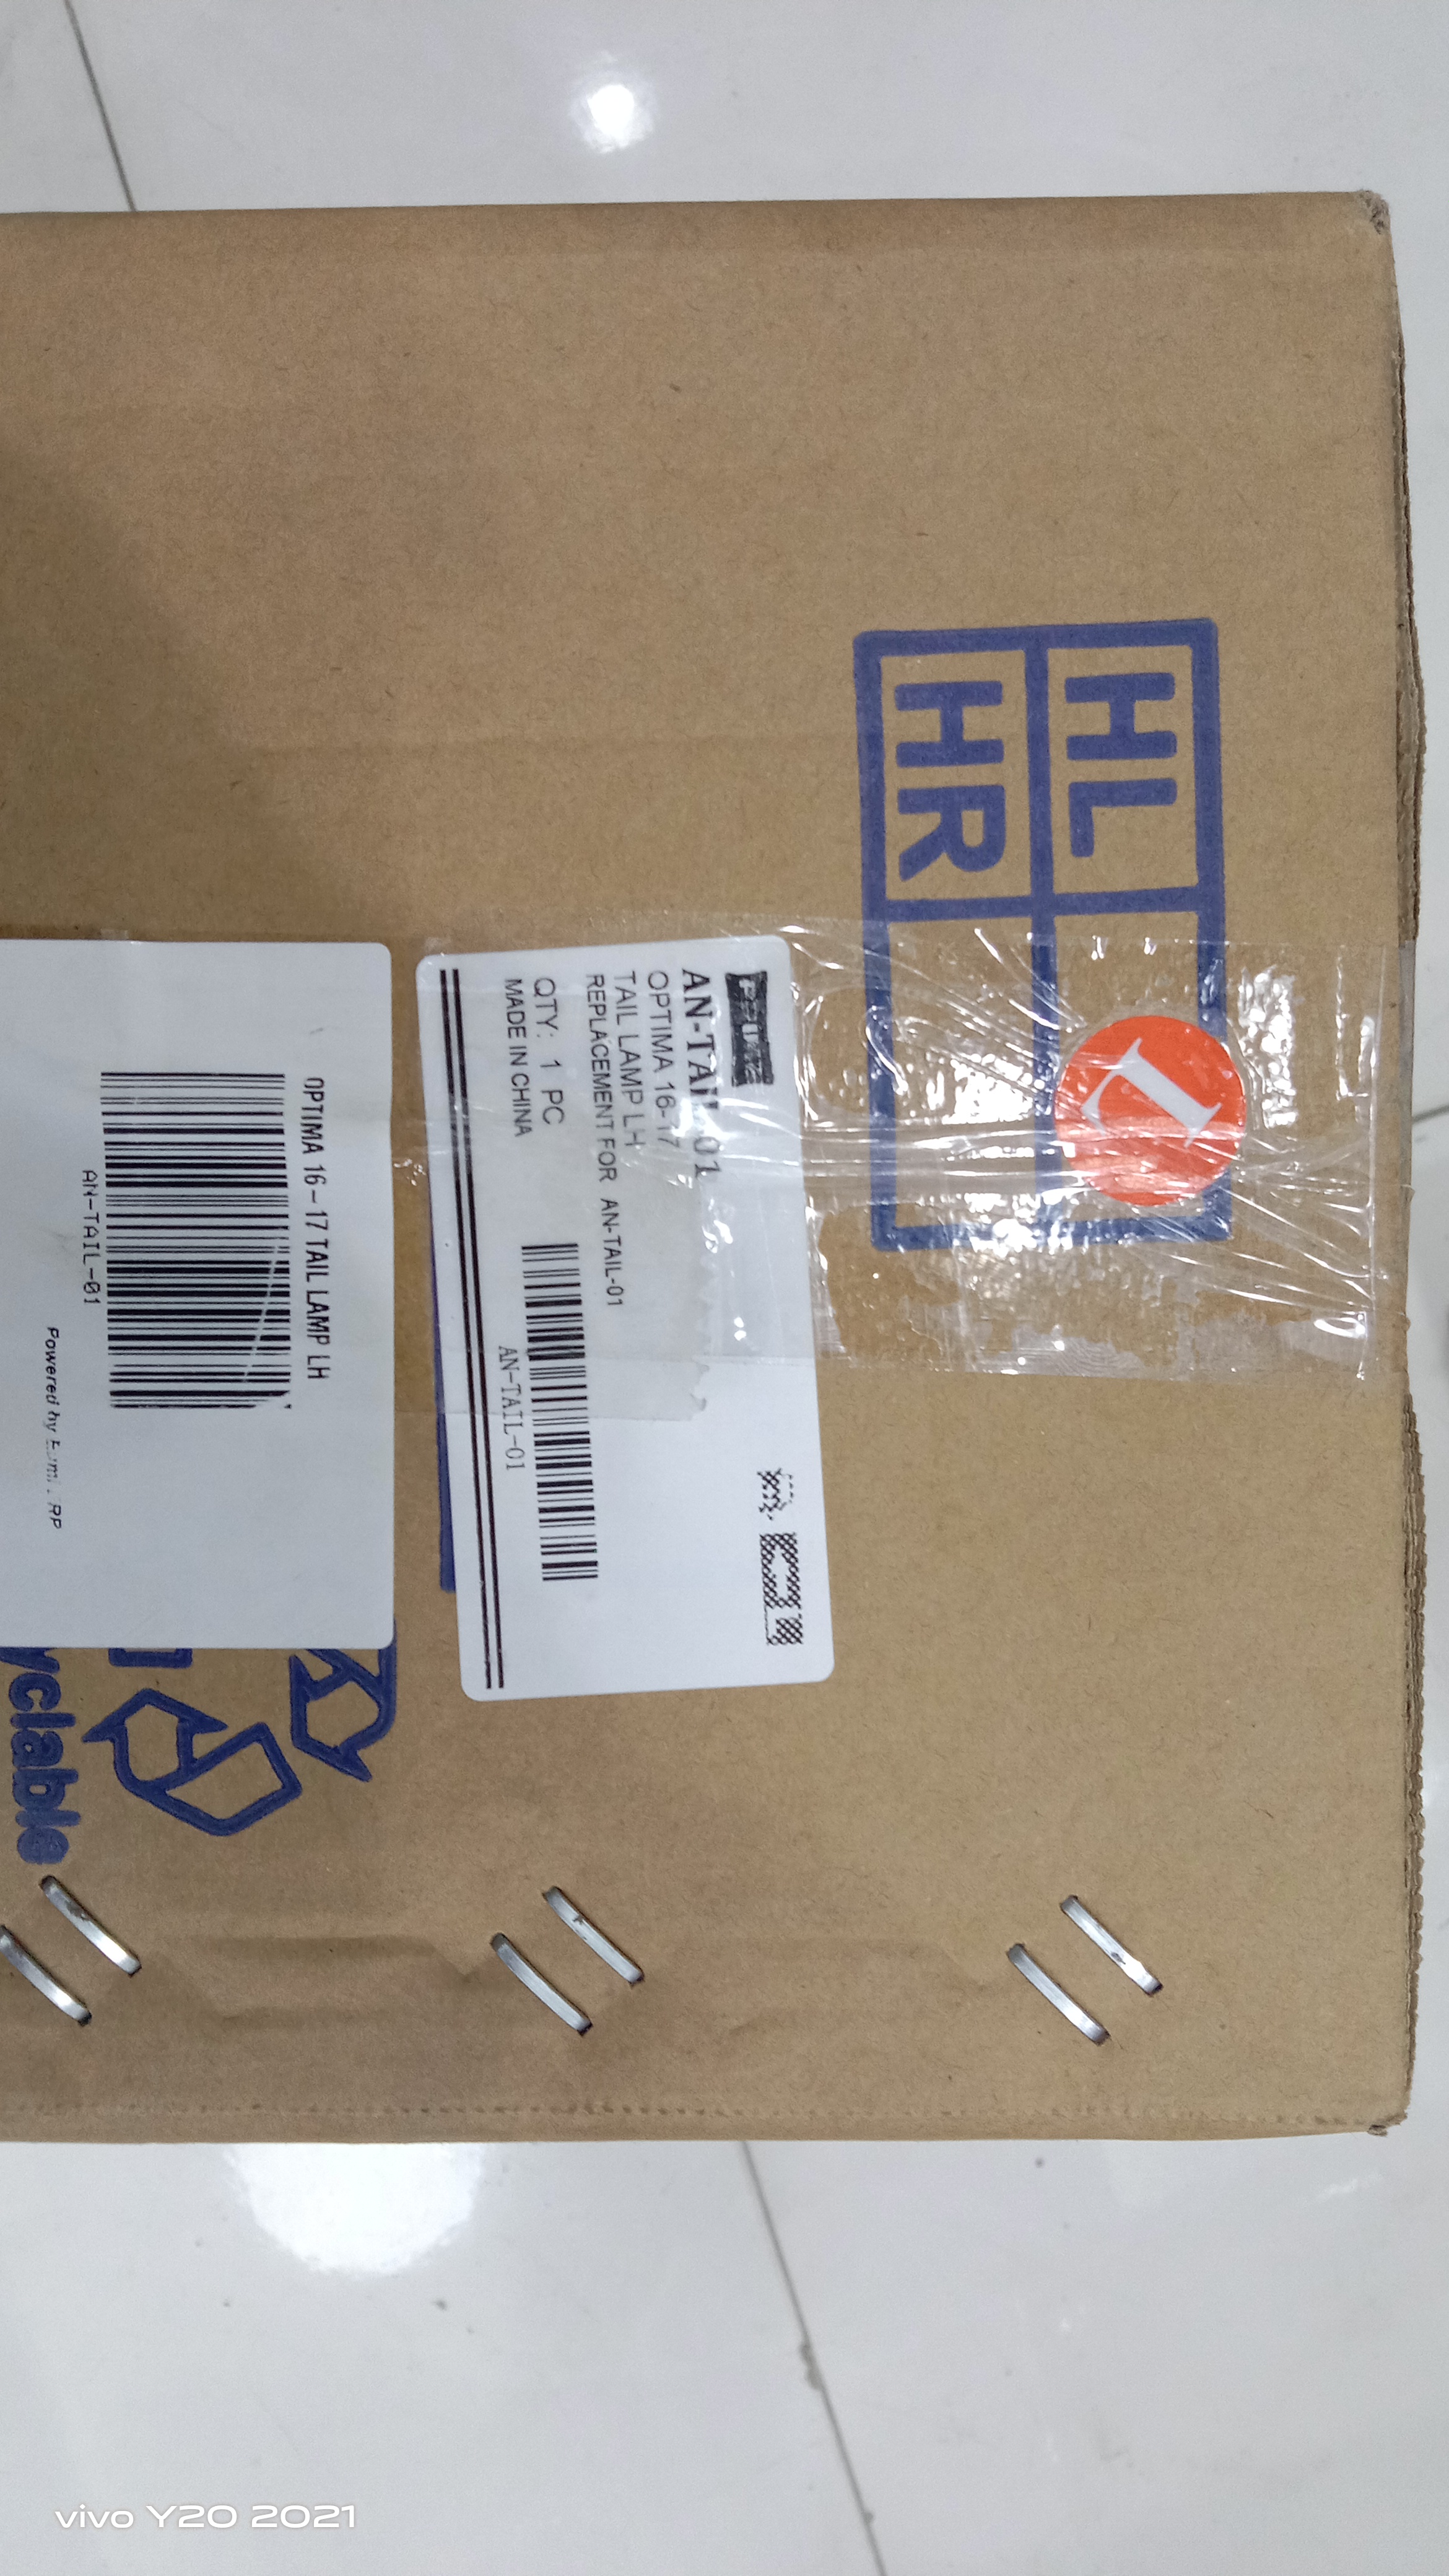 HL
HR
L
AN-TAIL-01
OPTIMA 16-17
TAIL LAMP LH
REPLACEMENT FOR AN-TAIL-01
QTY: 1 PC
MADE IN CHINA
AN-TAIL-01
OPTIMA 16-17 TAIL LAMP LH
AN-TAIL-01
Powered by
yclable
vivo Y20 2021